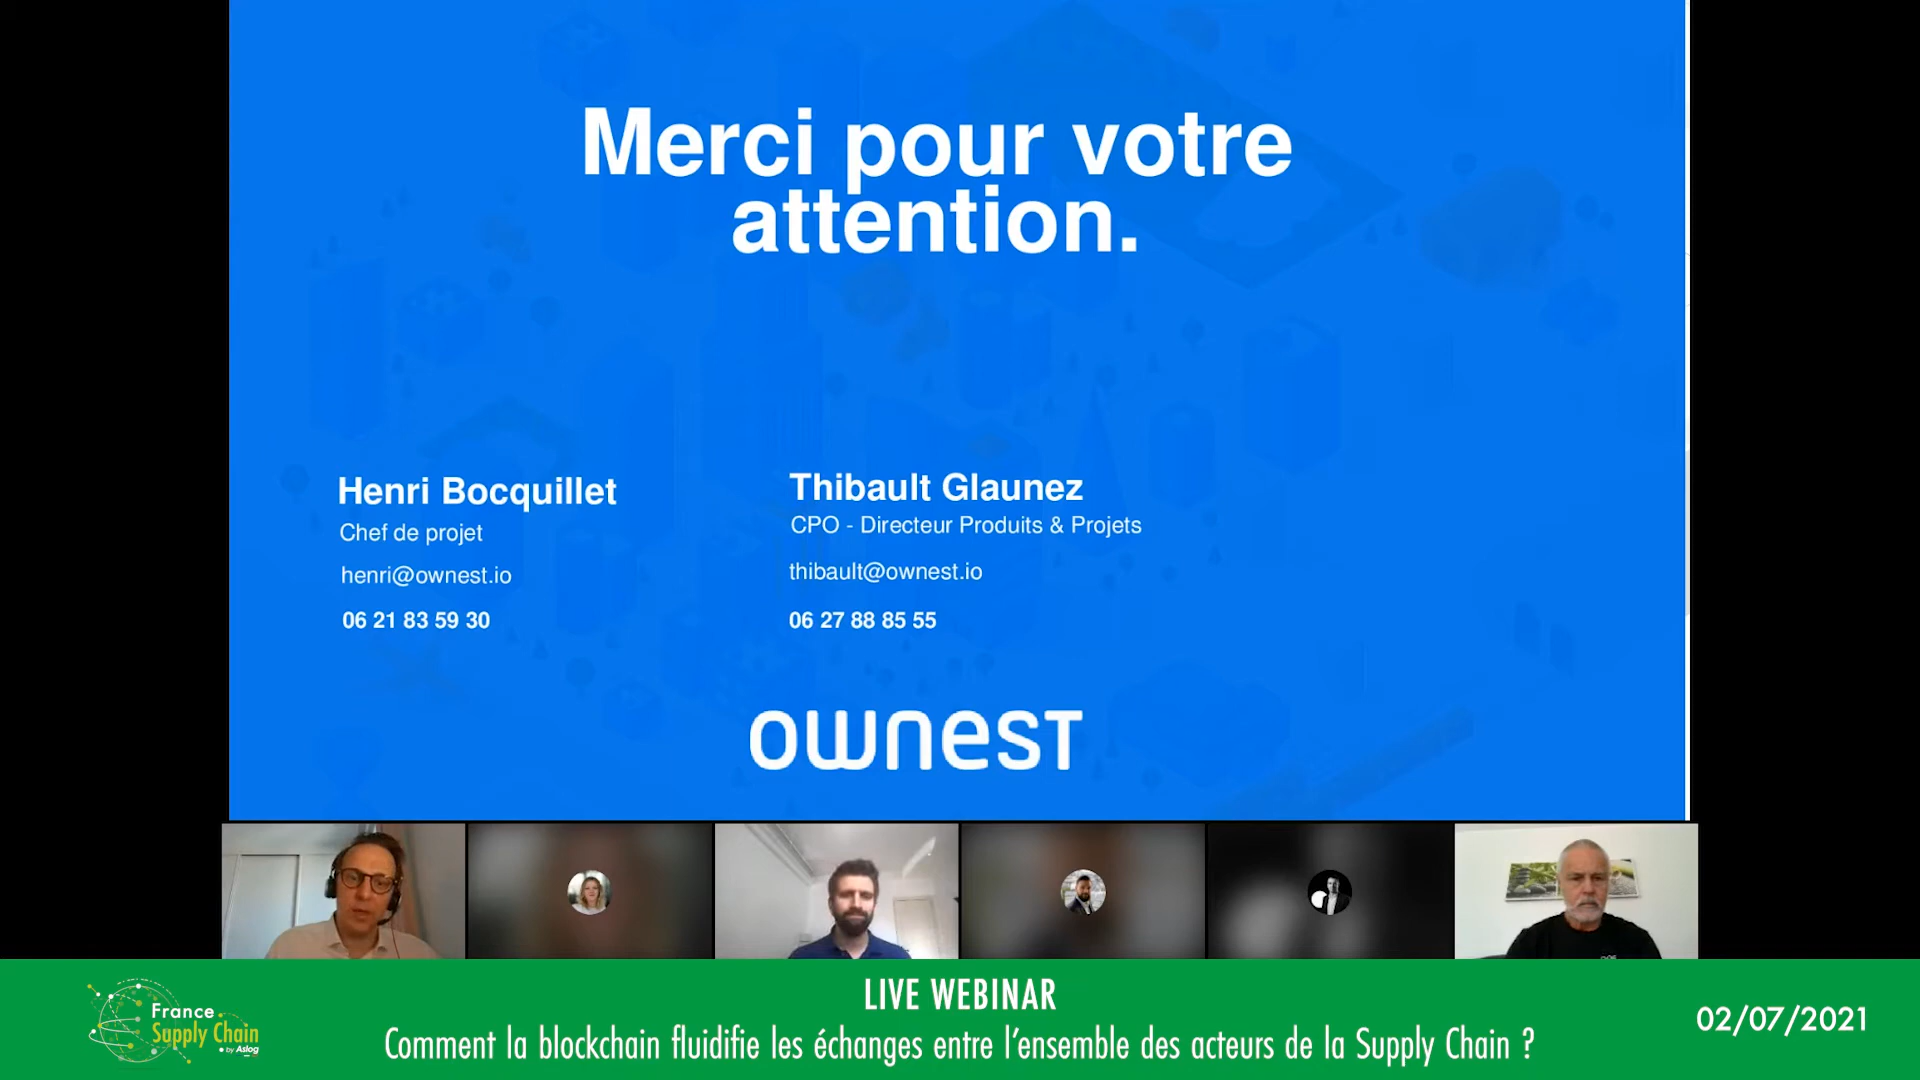 Merci pour votre
attention.
Henri Bocquillet
Chef de projet
henri@ownest.io
06 21 83 59 30
Thibault Glaunez
CPO - Directeur Produits & Projets
thibault@ownest.io
06 27 88 85 55
ownest
France
Supply Chain
by Aslog
LIVE WEBINAR
Comment la blockchain fluidifie les échanges entre l'ensemble des acteurs de la Supply Chain ?
02/07/2021